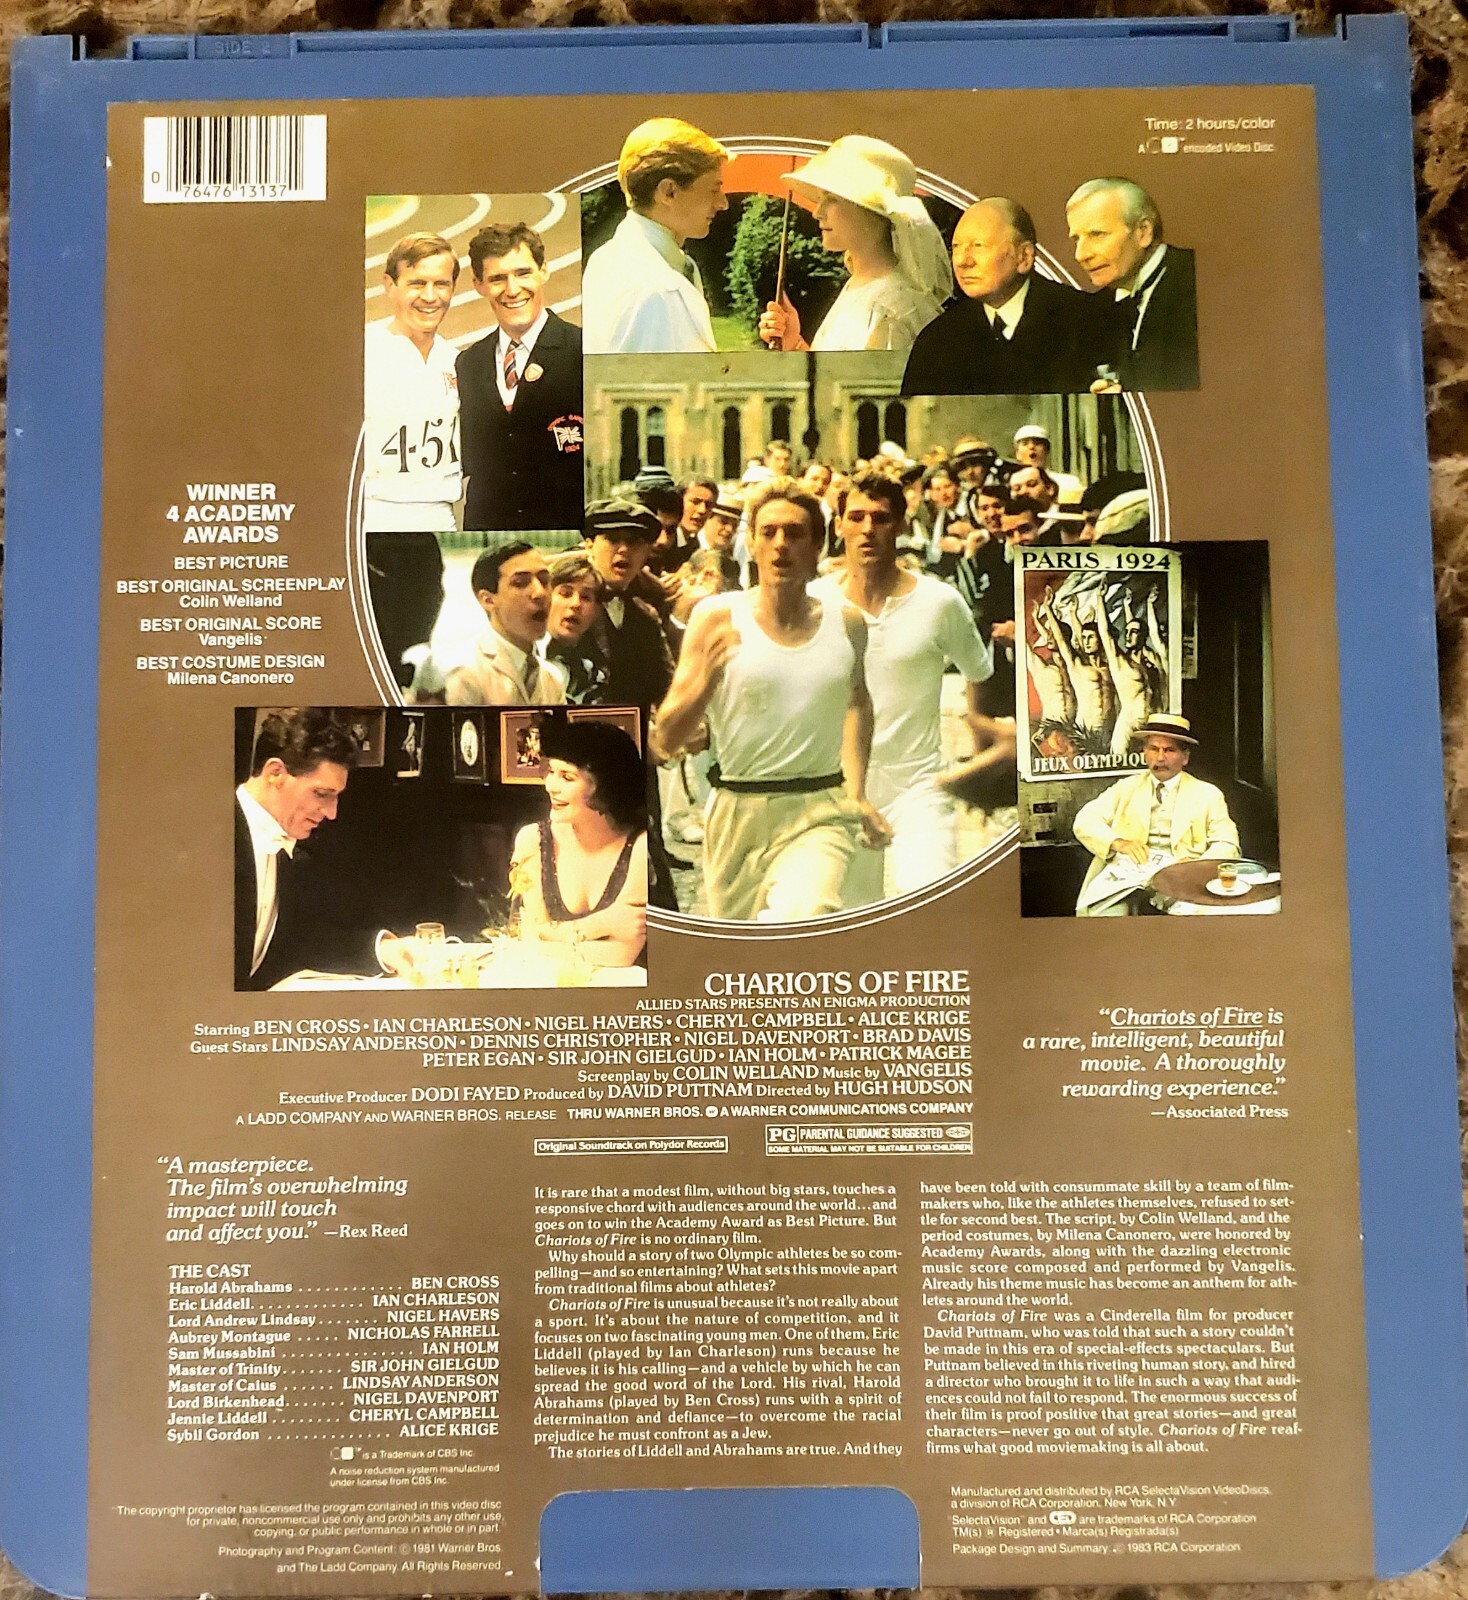 SIDE 2
0 76476 13137
Time: 2 hours/color
A CX™ encoded Video Disc
451
OLYMPIC GAMES
1924
PARIS 1924
JEUX OLYMPIQU
WINNER
4 ACADEMY
AWARDS
BEST PICTURE
BEST ORIGINAL SCREENPLAY
Colin Welland
BEST ORIGINAL SCORE
Vangelis
BEST COSTUME DESIGN
Milena Canonero
CHARIOTS OF FIRE
ALLIED STARS PRESENTS AN ENIGMA PRODUCTION
Starring BEN CROSS • IAN CHARLESON • NIGEL HAVERS • CHERYL CAMPBELL • ALICE KRIGE
Guest Stars LINDSAY ANDERSON • DENNIS CHRISTOPHER • NIGEL DAVENPORT • BRAD DAVIS
PETER EGAN • SIR JOHN GIELGUD • IAN HOLM • PATRICK MAGEE
Screenplay by COLIN WELLAND Music by VANGELIS
Executive Producer DODI FAYED Produced by DAVID PUTTNAM Directed by HUGH HUDSON
A LADD COMPANY AND WARNER BROS. RELEASE THRU WARNER BROS. A WARNER COMMUNICATIONS COMPANY
Original Soundtrack on Polydor Records
PG PARENTAL GUIDANCE SUGGESTED
SOME MATERIAL MAY NOT BE SUITABLE FOR CHILDREN
“Chariots of Fire is
a rare, intelligent, beautiful
movie. A thoroughly
rewarding experience.”
—Associated Press
“A masterpiece.
The film's overwhelming
impact will touch
and affect you.” —Rex Reed
THE CAST
Harold Abrahams ............ BEN CROSS
Eric Liddell ............. IAN CHARLESON
Lord Andrew Lindsay ....... NIGEL HAVERS
Aubrey Montague ..... NICHOLAS FARRELL
Sam Mussabini ............... IAN HOLM
Master of Trinity ....... SIR JOHN GIELGUD
Master of Caius ...... LINDSAY ANDERSON
Lord Birkenhead ....... NIGEL DAVENPORT
Jennie Liddell ........ CHERYL CAMPBELL
Sybil Gordon .............. ALICE KRIGE
CX™ is a Trademark of CBS Inc.
A noise reduction system manufactured
under license from CBS Inc.
"The copyright proprietor has licensed the program contained in this video disc
for private, noncommercial use only and prohibits any other use,
copying, or public performance in whole or in part."
Photography and Program Content: © 1981 Warner Bros.
and The Ladd Company. All Rights Reserved.
It is rare that a modest film, without big stars, touches a
responsive chord with audiences around the world...and
goes on to win the Academy Award as Best Picture. But
Chariots of Fire is no ordinary film.
Why should a story of two Olympic athletes be so com-
pelling—and so entertaining? What sets this movie apart
from traditional films about athletes?
Chariots of Fire is unusual because it's not really about
a sport. It's about the nature of competition, and it
focuses on two fascinating young men. One of them, Eric
Liddell (played by Ian Charleson) runs because he
believes it is his calling—and a vehicle by which he can
spread the good word of the Lord. His rival, Harold
Abrahams (played by Ben Cross) runs with a spirit of
determination and defiance—to overcome the racial
prejudice he must confront as a Jew.
The stories of Liddell and Abrahams are true. And they
have been told with consummate skill by a team of film-
makers who, like the athletes themselves, refused to set-
tle for second best. The script, by Colin Welland, and the
period costumes, by Milena Canonero, were honored by
Academy Awards, along with the dazzling electronic
music score composed and performed by Vangelis.
Already his theme music has become an anthem for ath-
letes around the world.
Chariots of Fire was a Cinderella film for producer
David Puttnam, who was told that such a story couldn't
be made in this era of special-effects spectaculars. But
Puttnam believed in this riveting human story, and hired
a director who brought it to life in such a way that audi-
ences could not fail to respond. The enormous success of
their film is proof positive that great stories—and great
characters—never go out of style. Chariots of Fire reaf-
firms what good moviemaking is all about.
Manufactured and distributed by RCA SelectaVision VideoDiscs,
a division of RCA Corporation, New York, N.Y.
"SelectaVision" and CED are trademarks of RCA Corporation
TM(s) ® Registered • Marca(s) Registrada(s)
Package Design and Summary: © 1983 RCA Corporation